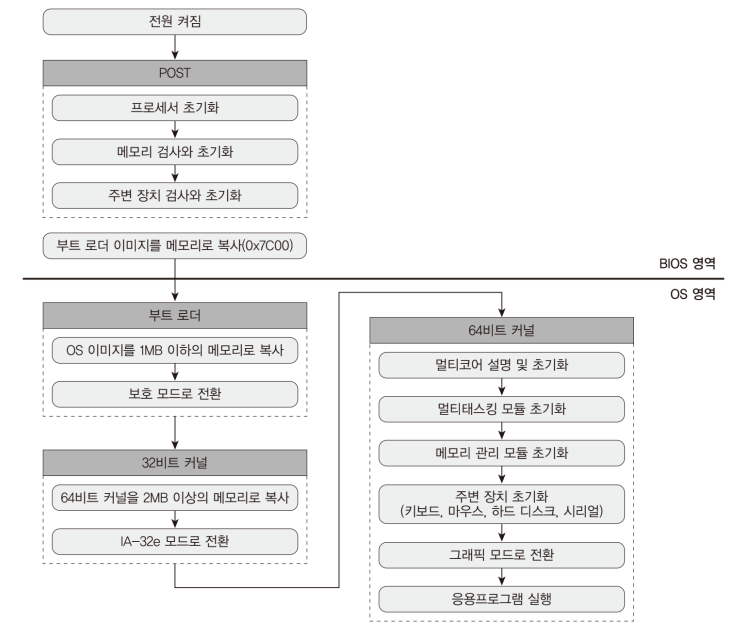 전원 켜짐
POST
프로세서 초기화
메모리 검사와 초기화
주변 장치 검사와 초기화
부트 로더 이미지를 메모리로 복사(0x7C00)
BIOS 영역
OS 영역
부트 로더
OS 이미지를 1MB 이하의 메모리로 복사
보호 모드로 전환
32비트 커널
64비트 커널을 2MB 이상의 메모리로 복사
IA-32e 모드로 전환
64비트 커널
멀티코어 설명 및 초기화
멀티태스킹 모듈 초기화
메모리 관리 모듈 초기화
주변 장치 초기화
(키보드, 마우스, 하드 디스크, 시리얼)
그래픽 모드로 전환
응용프로그램 실행